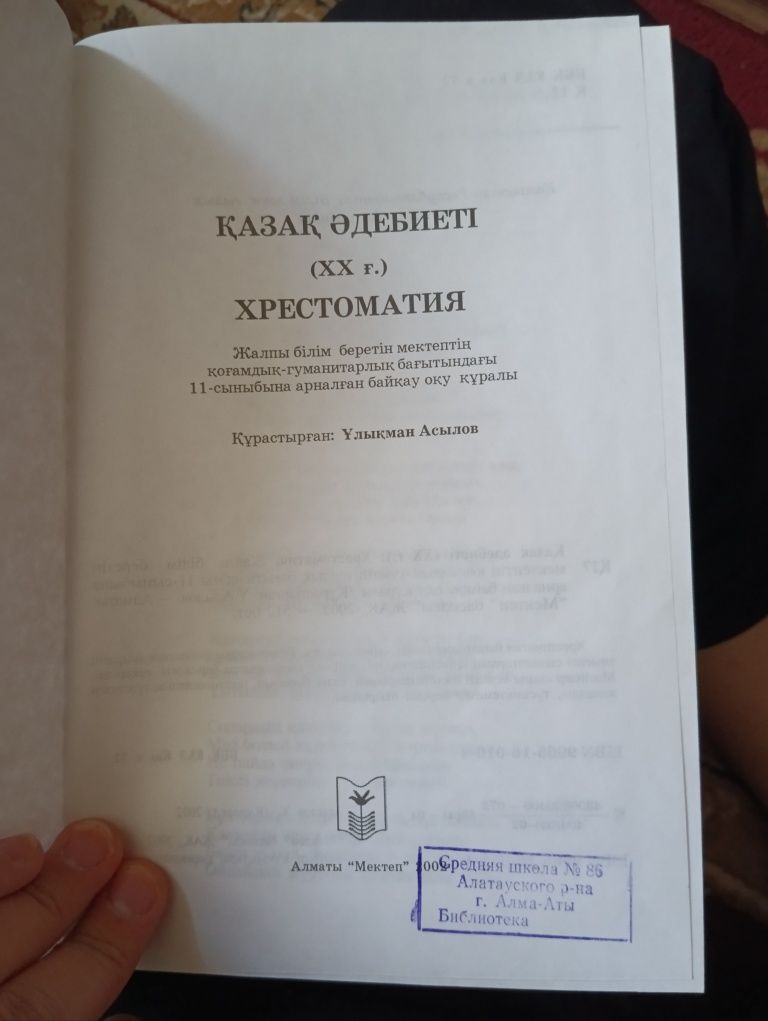 ҚАЗАҚ ӘДЕБИЕТІ
(ХХ ғ.)
ХРЕСТОМАТИЯ
Жалпы білім беретін мектептің
қоғамдық-гуманитарлық бағытындағы
11-сыныбына арналған байқау оқу құралы
Құрастырған: Ұлықман Асылов
Алматы "Мектеп" 2002
Средняя школа № 86
Алатауского р-на
г. Алма-Аты
Библиотека